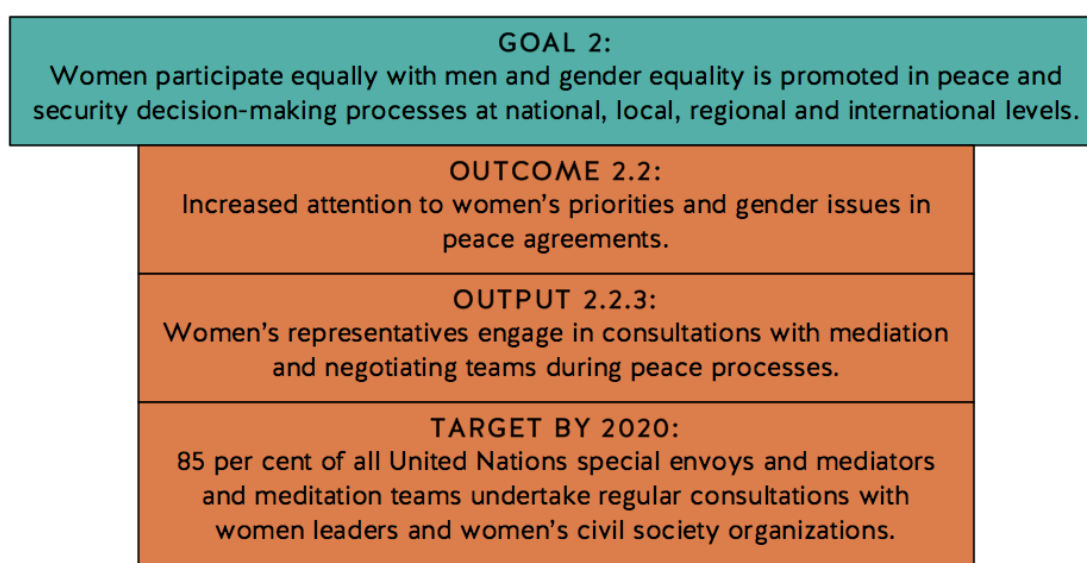 GOAL 2:
Women participate equally with men and gender equality is promoted in peace and
security decision-making processes at national, local, regional and international levels.
OUTCOME 2.2:
Increased attention to women's priorities and gender issues in
peace agreements.
OUTPUT 2.2.3:
Women's representatives engage in consultations with mediation
and negotiating teams during peace processes.
TARGET BY 2020:
85 per cent of all United Nations special envoys and mediators
and meditation teams undertake regular consultations with
women leaders and women's civil society organizations.